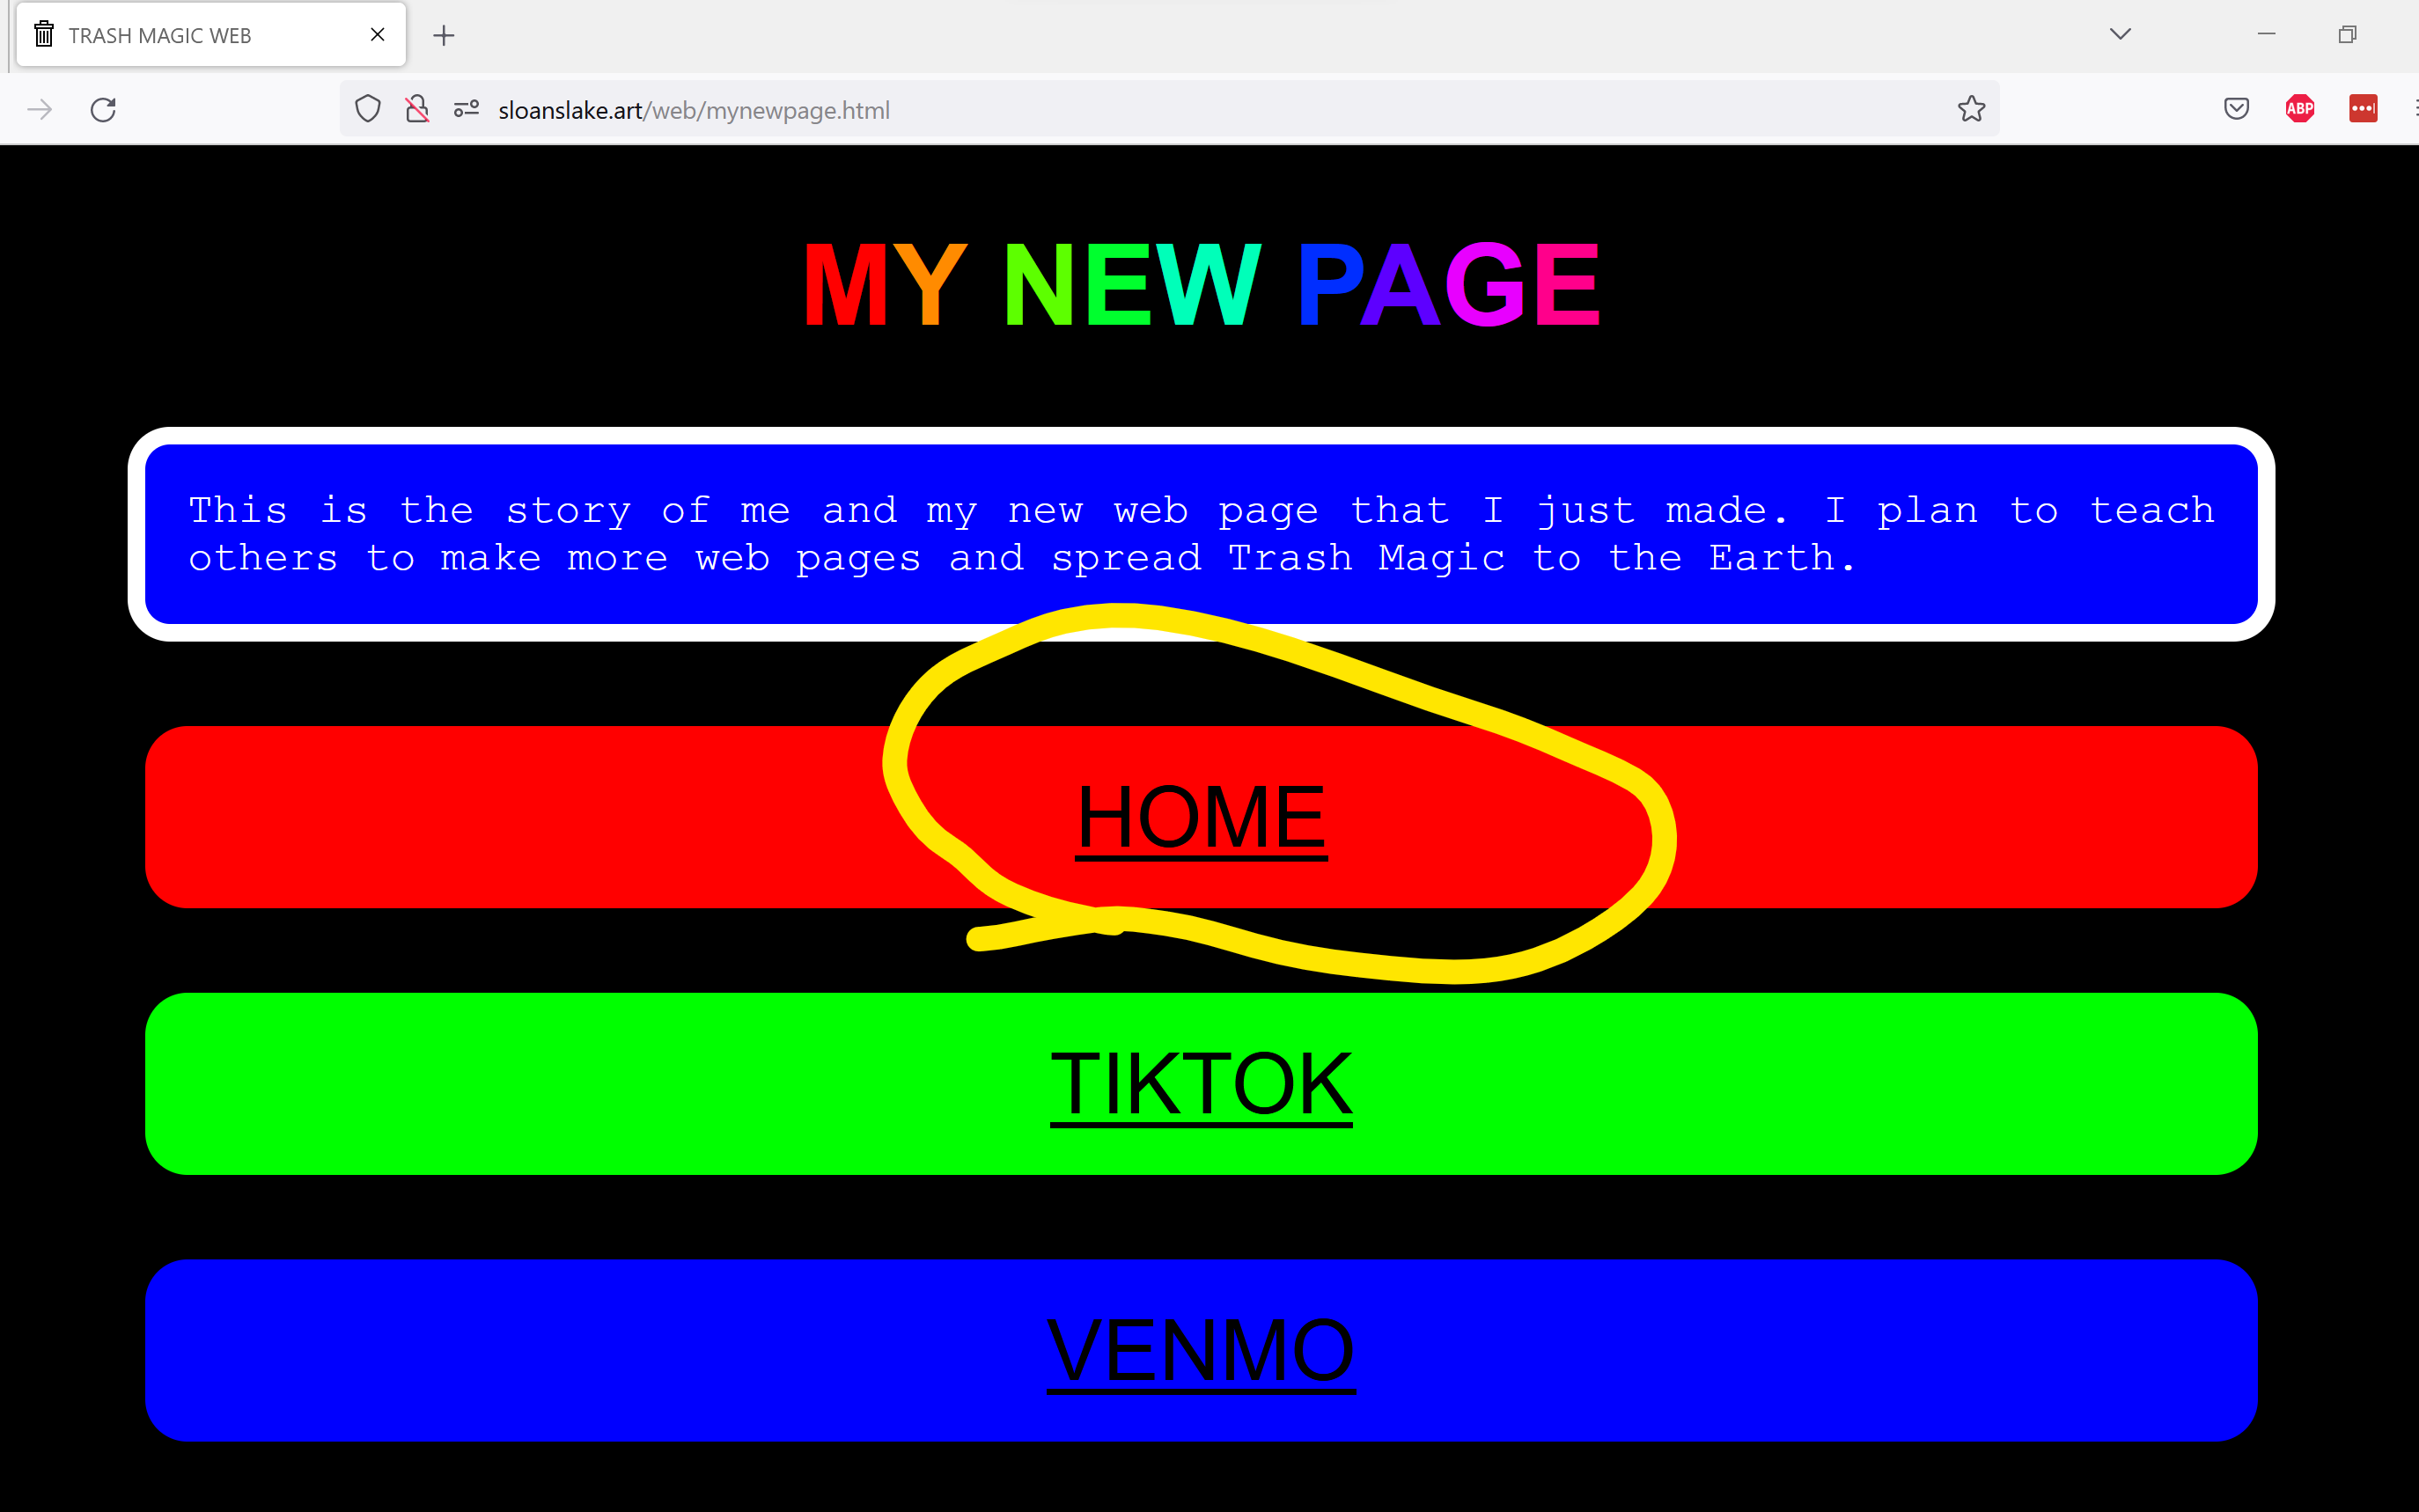 TRASH MAGIC WEB
sloanslake.art/web/mynewpage.html
ABP
MY NEW PAGE
This is the story of me and my new web page that I just made. I plan to teach
others to make more web pages and spread Trash Magic to the Earth.
HOME
TIKTOK
VENMO